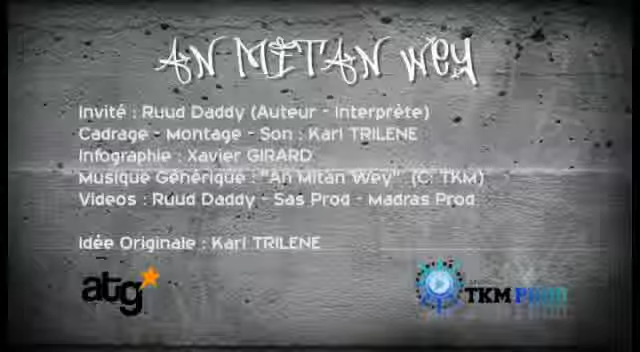 AN MITAN WEY
Invité : Ruud Daddy (Auteur - Interprète)
Cadrage - Montage - Son : Karl TRILENE
Infographie : Xavier GIRARD
Musique Générique : "An Mitan Wey" (C. TKM)
Videos : Ruud Daddy - Sas Prod - Madras Prod
Idée Originale : Karl TRILENE
atg
TKM PROD